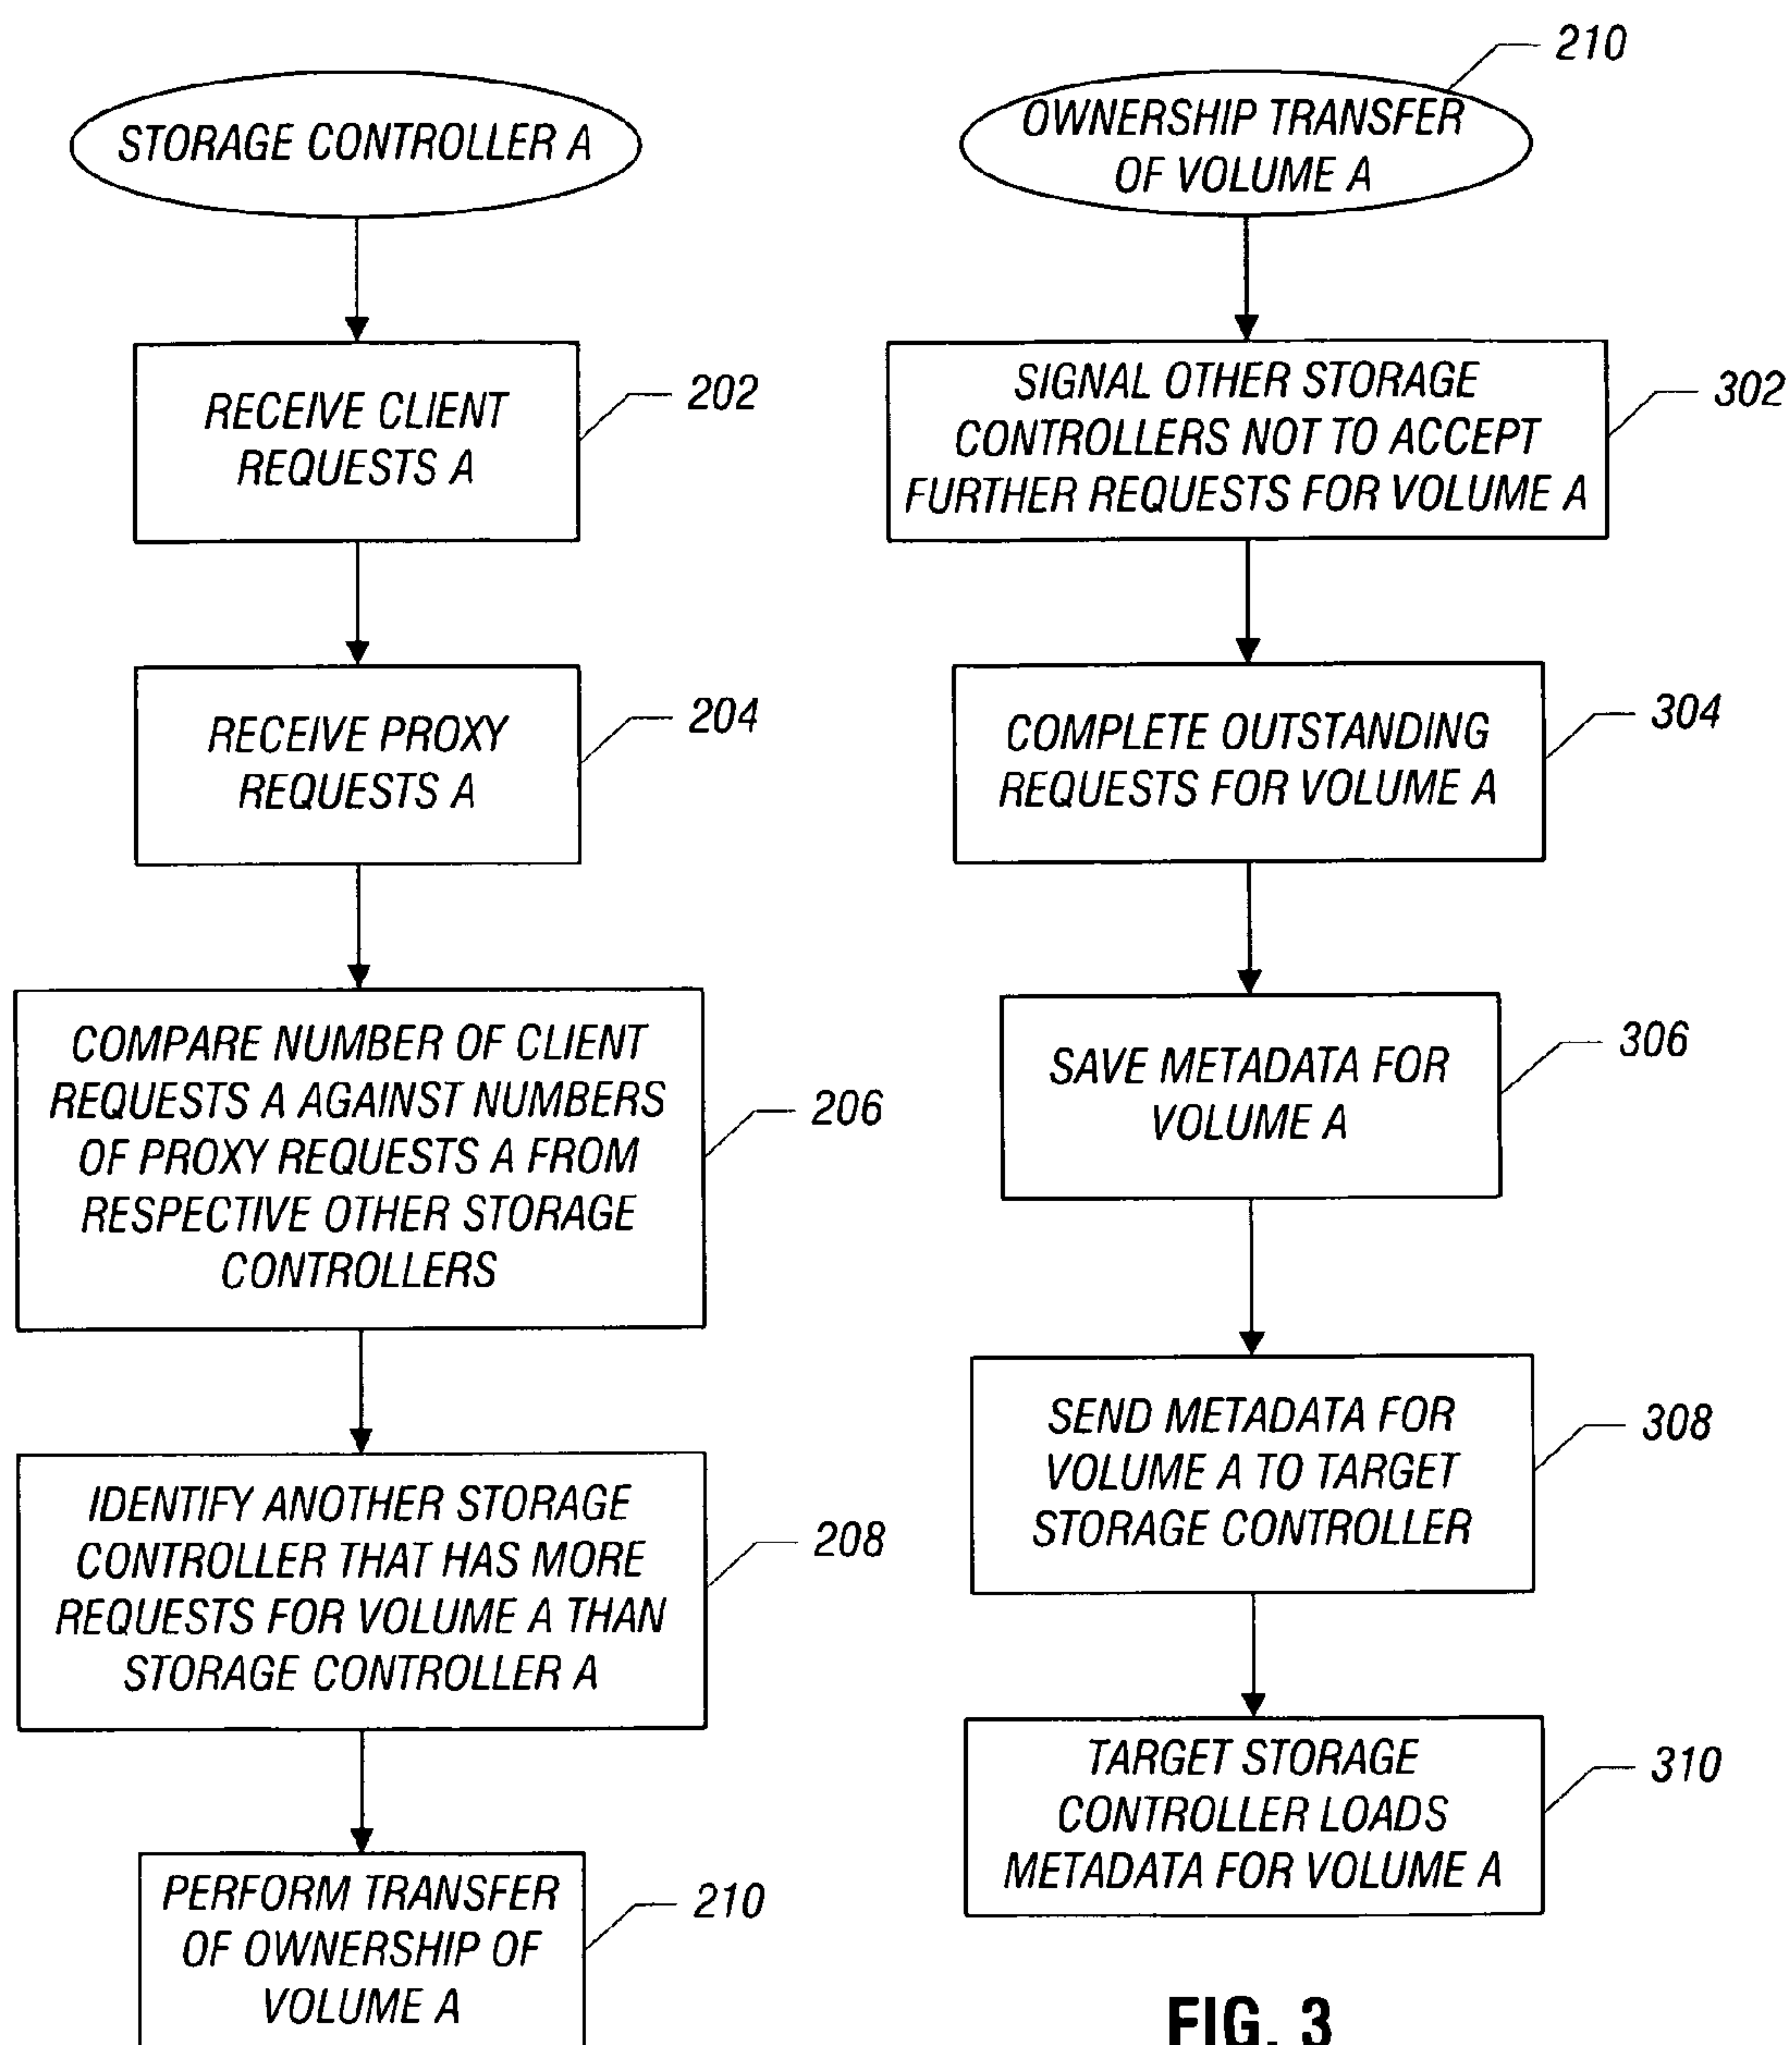 STORAGE CONTROLLER A
RECEIVE CLIENT
REQUESTS A
202
RECEIVE PROXY
REQUESTS A
204
COMPARE NUMBER OF CLIENT
REQUESTS A AGAINST NUMBERS
OF PROXY REQUESTS A FROM
RESPECTIVE OTHER STORAGE
CONTROLLERS
206
IDENTIFY ANOTHER STORAGE
CONTROLLER THAT HAS MORE
REQUESTS FOR VOLUME A THAN
STORAGE CONTROLLER A
208
PERFORM TRANSFER
OF OWNERSHIP OF
VOLUME A
210
210
OWNERSHIP TRANSFER
OF VOLUME A
SIGNAL OTHER STORAGE
CONTROLLERS NOT TO ACCEPT
FURTHER REQUESTS FOR VOLUME A
302
COMPLETE OUTSTANDING
REQUESTS FOR VOLUME A
304
SAVE METADATA FOR
VOLUME A
306
SEND METADATA FOR
VOLUME A TO TARGET
STORAGE CONTROLLER
308
TARGET STORAGE
CONTROLLER LOADS
METADATA FOR VOLUME A
310
FIG. 3